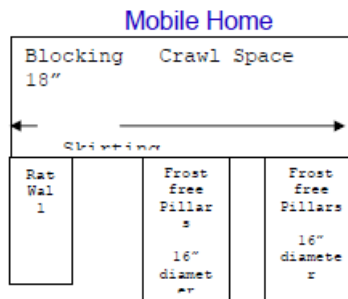 Mobile Home
Blocking Crawl Space
18"
Skirting
Rat
Wal
l
Frost
free
Pillar
s
16"
diamet
er
Frost
free
Pillars
16"
diamete
r